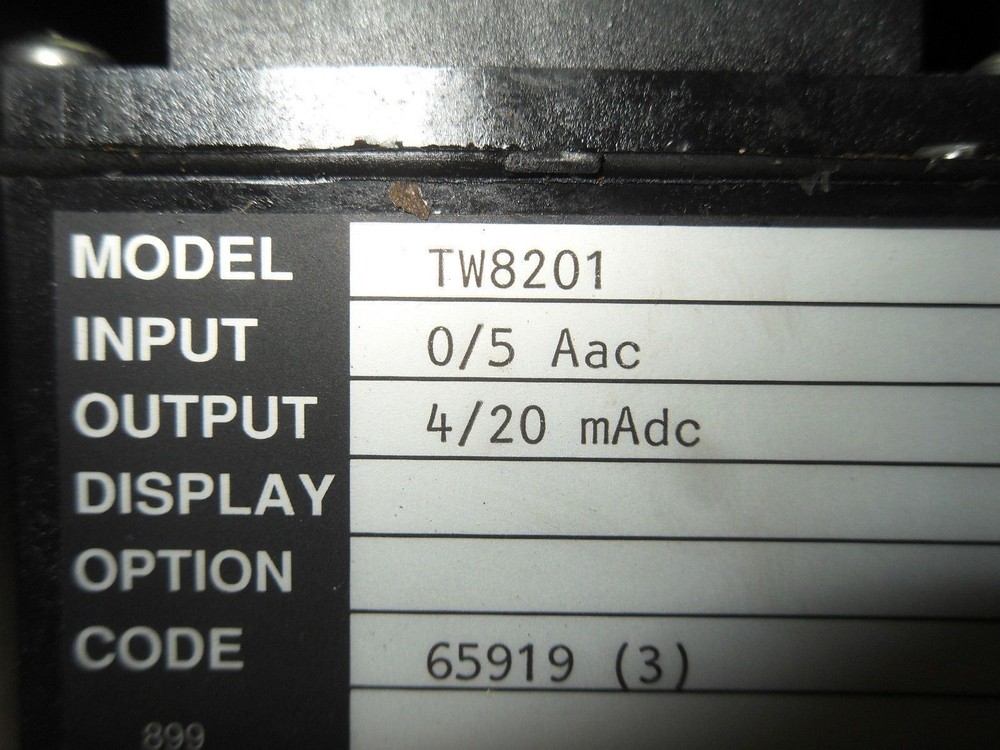 MODEL TW8201
INPUT 0/5 Aac
OUTPUT 4/20 mAdc
DISPLAY
OPTION
CODE 65919 (3)
899